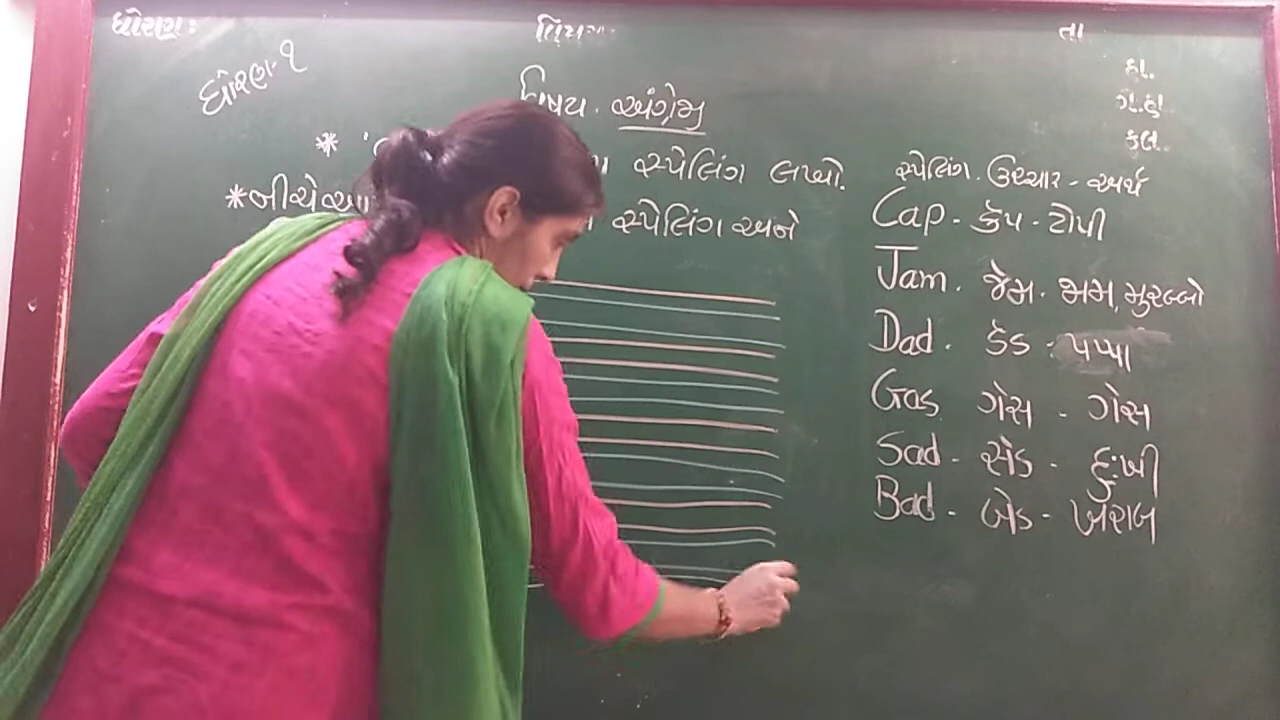 ધોરણ: વિષય તા
હા.
ધોરણ-૧
વિષય. અંગ્રેજી
ગે.હા.
કુલ.
* સ્પેલિંગ લખો.
સ્પેલિંગ. ઉચ્ચાર - અર્થ
*નીચેઆ સ્પેલિંગ અને
Cap - કેપ - ટોપી
Jam. જેમ. જામ, મુરબ્બો
Dad. ડેડ - પપ્પા
Gas ગેસ - ગેસ
Sad - સેડ - દુ:ખી
Bad - બેડ - ખરાબ